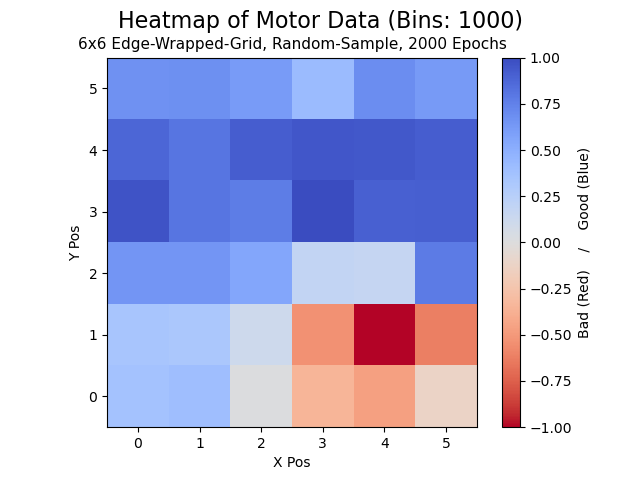 Heatmap of Motor Data (Bins: 1000)
6x6 Edge-Wrapped-Grid, Random-Sample, 2000 Epochs
5
4
3
2
1
0
Y Pos
0 1 2 3 4 5
X Pos
1.00
0.75
0.50
0.25
0.00
−0.25
−0.50
−0.75
−1.00
Bad (Red) / Good (Blue)